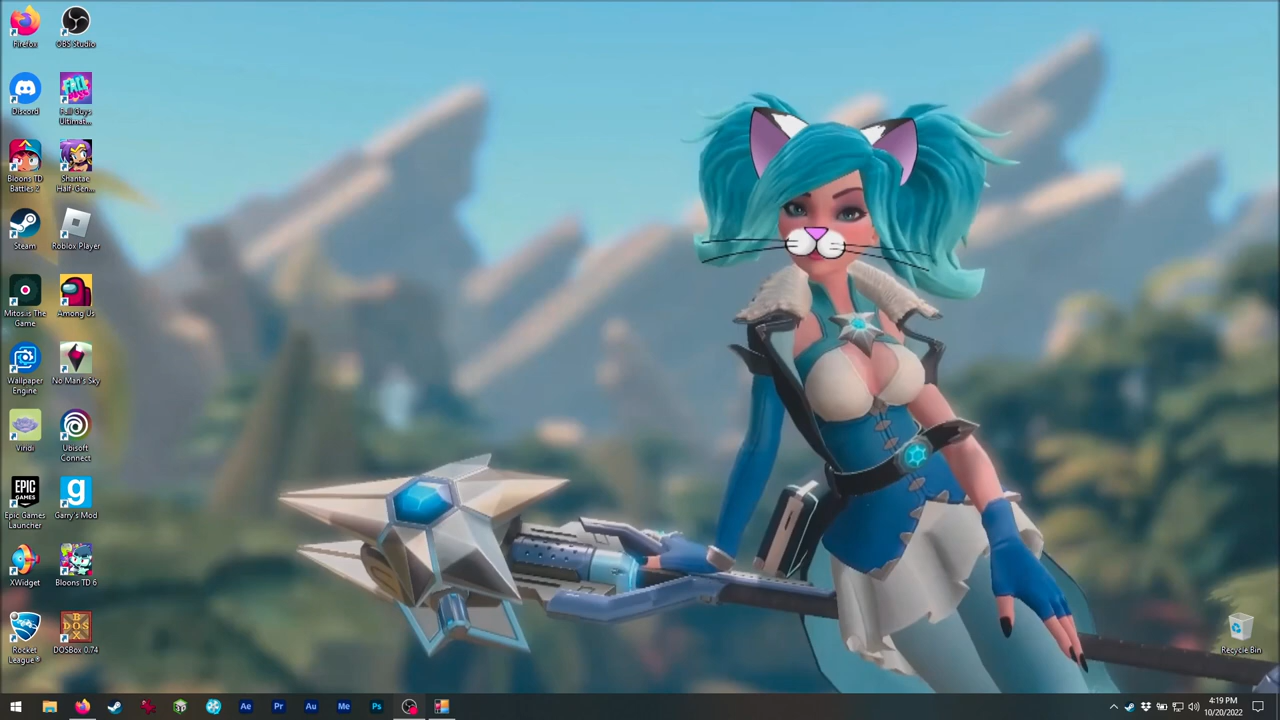 Firefox
OBS Studio
Discord
Fall Guys
Ultimat...
Bloons TD
Battles 2
Shantae
Half-Gen...
Steam
Roblox Player
Mitos.is The
Game
Among Us
Wallpaper
Engine
No Man's Sky
Vindi
Ubisoft
Connect
EPIC
GAMES
Epic Games
Launcher
g
Garry's Mod
XWidget
Bloons TD 6
Rocket
League®
DOSBox 0.74
Recycle Bin
Ae
Pr
Au
Me
Ps
4:19 PM
10/20/2022